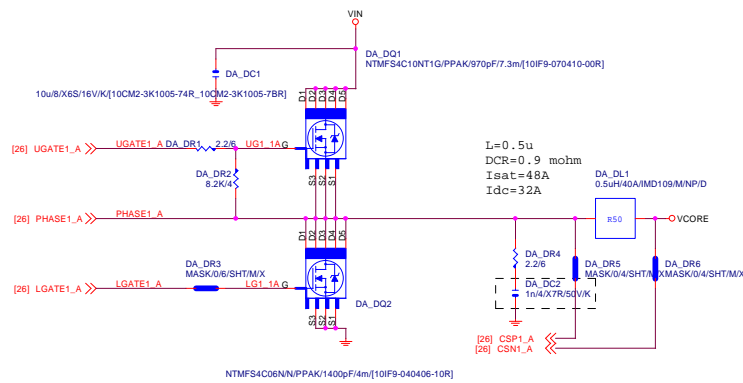 VIN
DA_DQ1
NTMFS4C10NT1G/PPAK/970pF/7.3m/[10IF9-070410-00R]
DA_DC1
10u/8/X6S/16V/K/[10CM2-3K1005-74R_10CM2-3K1005-7BR]
D1
D2
D3
D4
D5
[26] UGATE1_A
UGATE1_A
DA_DR1
2.2/6
UG1_1A
G
DA_DR2
8.2K/4
S3
S2
S1
L=0.5u
DCR=0.9 mohm
Isat=48A
Idc=32A
DA_DL1
0.5uH/40A/IMD109/M/NP/D
R50
VCORE
[26] PHASE1_A
PHASE1_A
D1
D2
D3
D4
D5
DA_DR3
MASK/0/6/SHT/M/X
[26] LGATE1_A
LGATE1_A
LG1_1A
G
DA_DQ2
S3
S2
S1
DA_DR4
2.2/6
DA_DC2
1n/4/X7R/50V/K
DA_DR5
MASK/0/4/SHT/M/X
DA_DR6
MASK/0/4/SHT/M/X
[26] CSP1_A
[26] CSN1_A
NTMFS4C06N/N/PPAK/1400pF/4m/[10IF9-040406-10R]